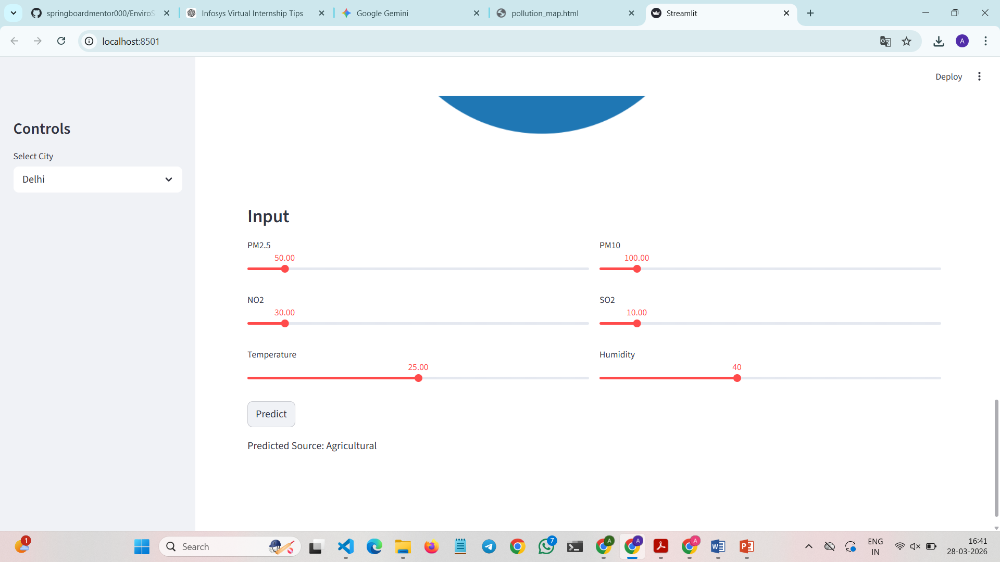 springboardmentor000/EnviroS
Infosys Virtual Internship Tips
Google Gemini
pollution_map.html
Streamlit
localhost:8501
A
Deploy
Controls
Select City
Delhi
Input
PM2.5
50.00
PM10
100.00
NO2
30.00
SO2
10.00
Temperature
25.00
Humidity
40
Predict
Predicted Source: Agricultural
1
Search
7
A
A
A
ENG
IN
16:41
28-03-2026